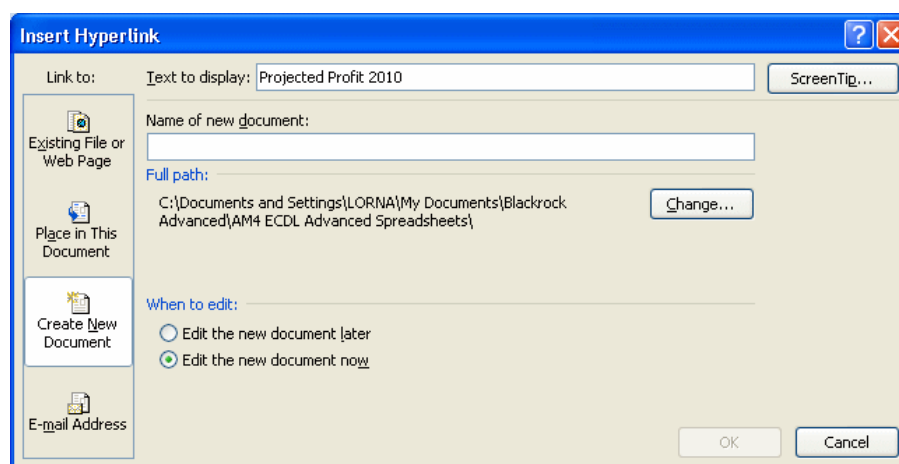 Insert Hyperlink
Link to:
Text to display: Projected Profit 2010
ScreenTip...
Existing File or
Web Page
Place in This
Document
Create New
Document
E-mail Address
Name of new document:
Full path:
C:\Documents and Settings\LORNA\My Documents\Blackrock
Advanced\AM4 ECDL Advanced Spreadsheets\
Change...
When to edit:
Edit the new document later
Edit the new document now
OK
Cancel